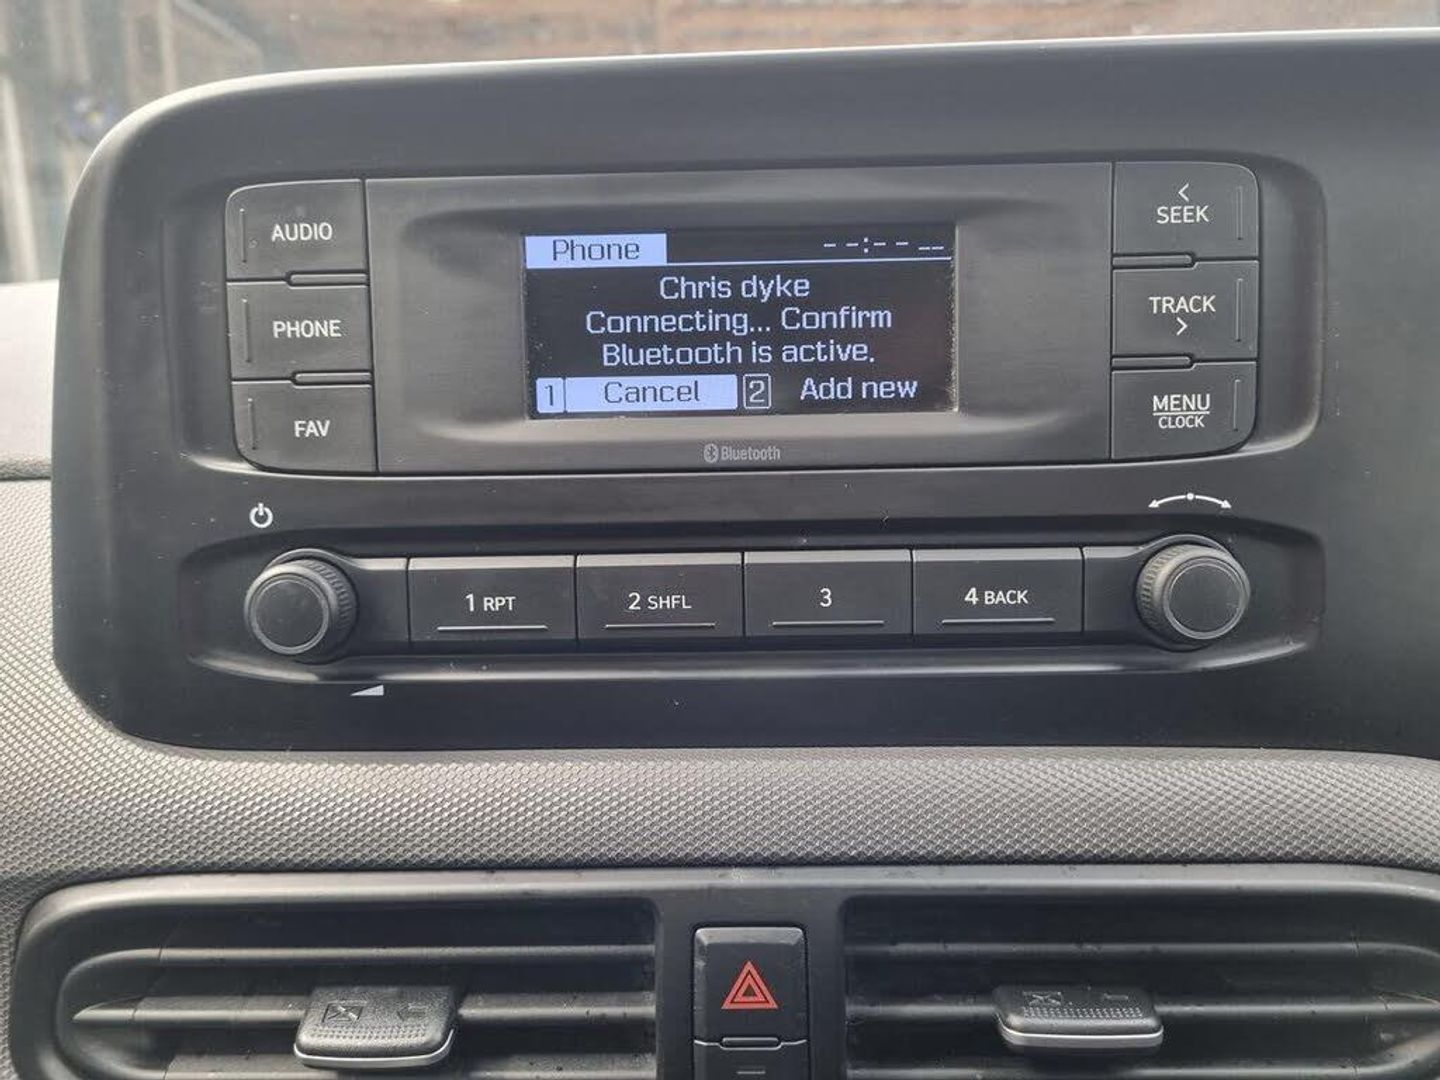 AUDIO
PHONE
FAV
Phone --:-- --
Chris dyke
Connecting... Confirm
Bluetooth is active.
1 Cancel 2 Add new
Bluetooth
SEEK
TRACK
MENU
CLOCK
1 RPT
2 SHFL
3
4 BACK